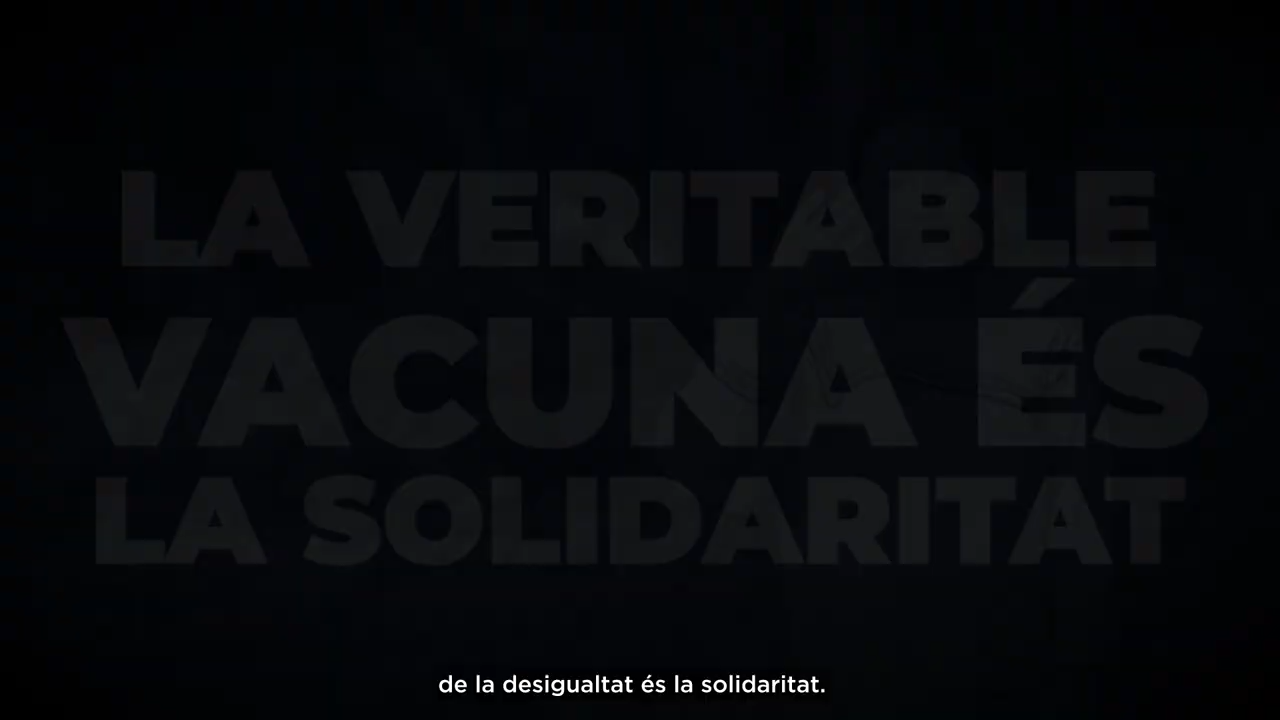 LA VERITABLE
VACUNA ÉS
LA SOLIDARITAT
de la desigualtat és la solidaritat.